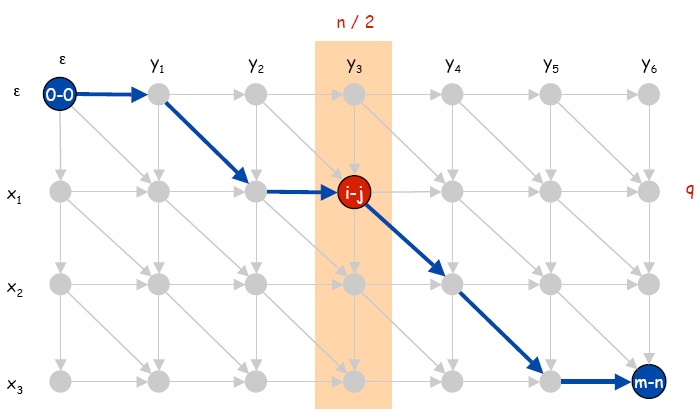 n / 2
ε y₁ y₂ y₃ y₄ y₅ y₆
ε 0-0
x₁ i-j q
x₂
x₃ m-n